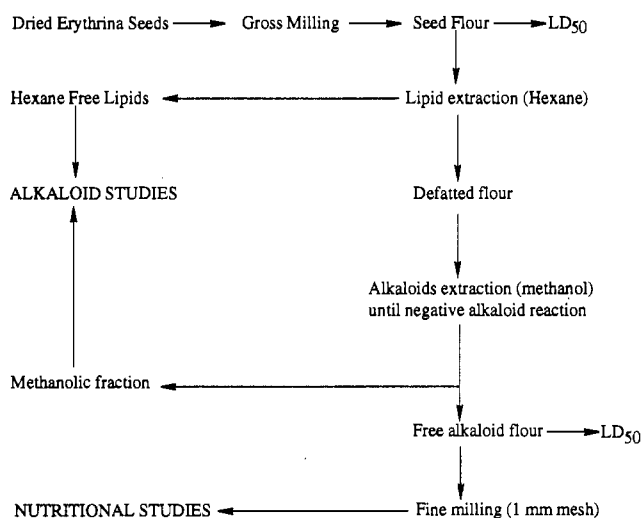 Dried Erythrina Seeds Gross Milling Seed Flour LD50
Hexane Free Lipids Lipid extraction (Hexane)
ALKALOID STUDIES Defatted flour
Alkaloids extraction (methanol)
until negative alkaloid reaction
Methanolic fraction
Free alkaloid flour LD50
NUTRITIONAL STUDIES Fine milling (1 mm mesh)